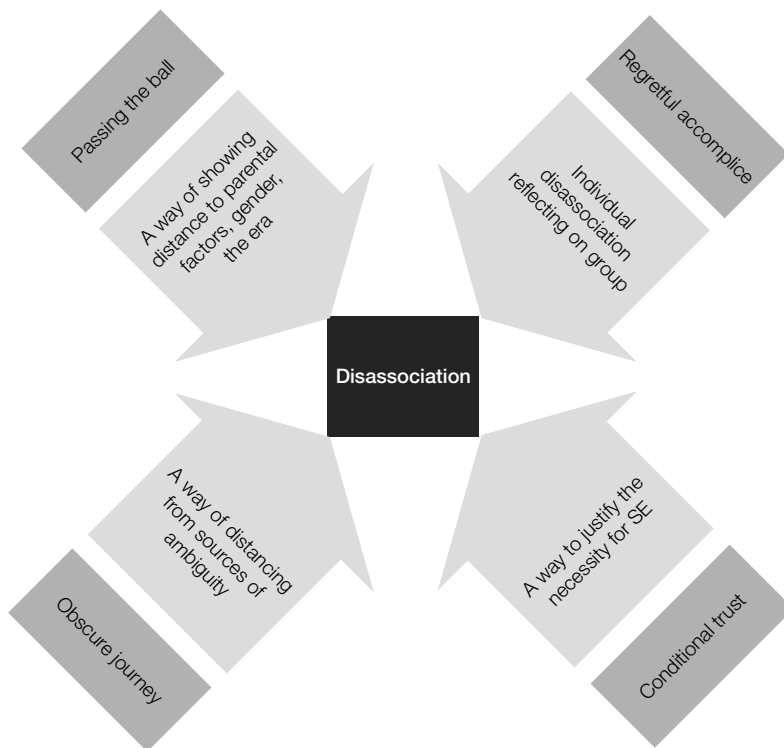 Passing the ball
A way of showing
distance to parental
factors, gender,
the era
Regretful accomplice
Individual
disassociation
reflecting on group
Disassociation
Obscure journey
A way of distancing
from sources of
ambiguity
A way to justify the
necessity for SE
Conditional trust